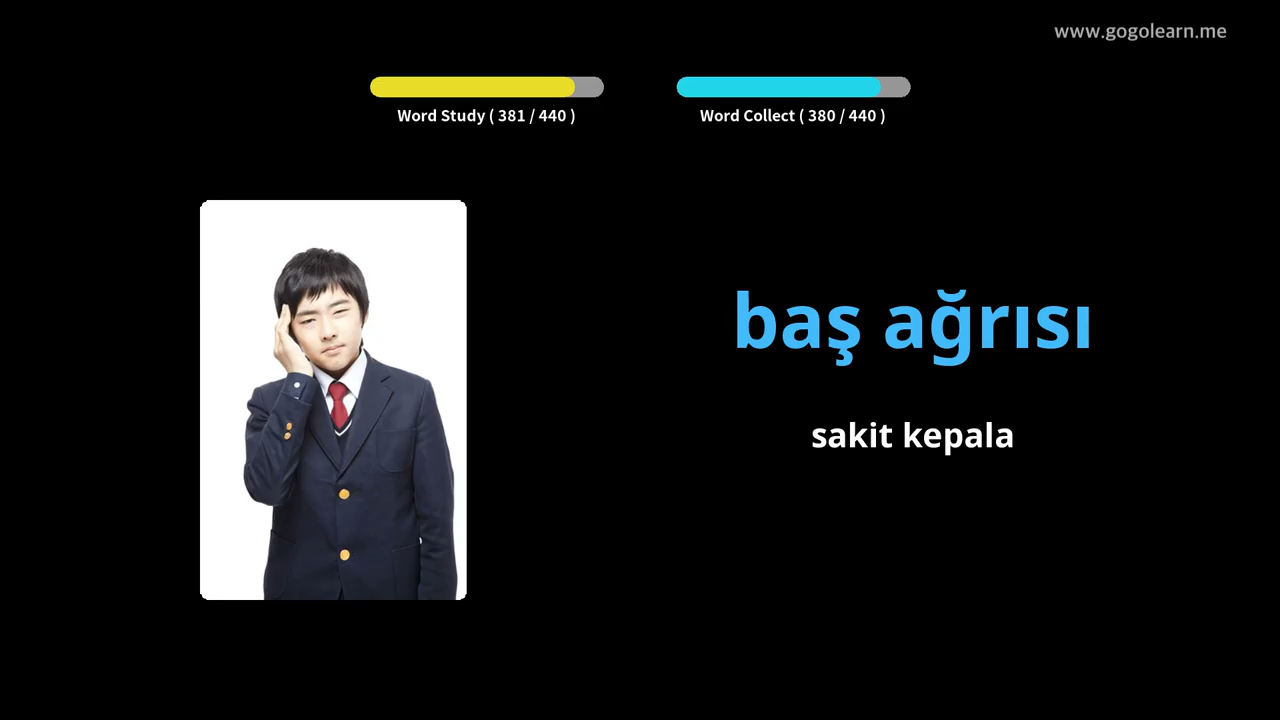 www.gogolearn.me
Word Study ( 381 / 440 )
Word Collect ( 380 / 440 )
baş ağrısı
sakit kepala